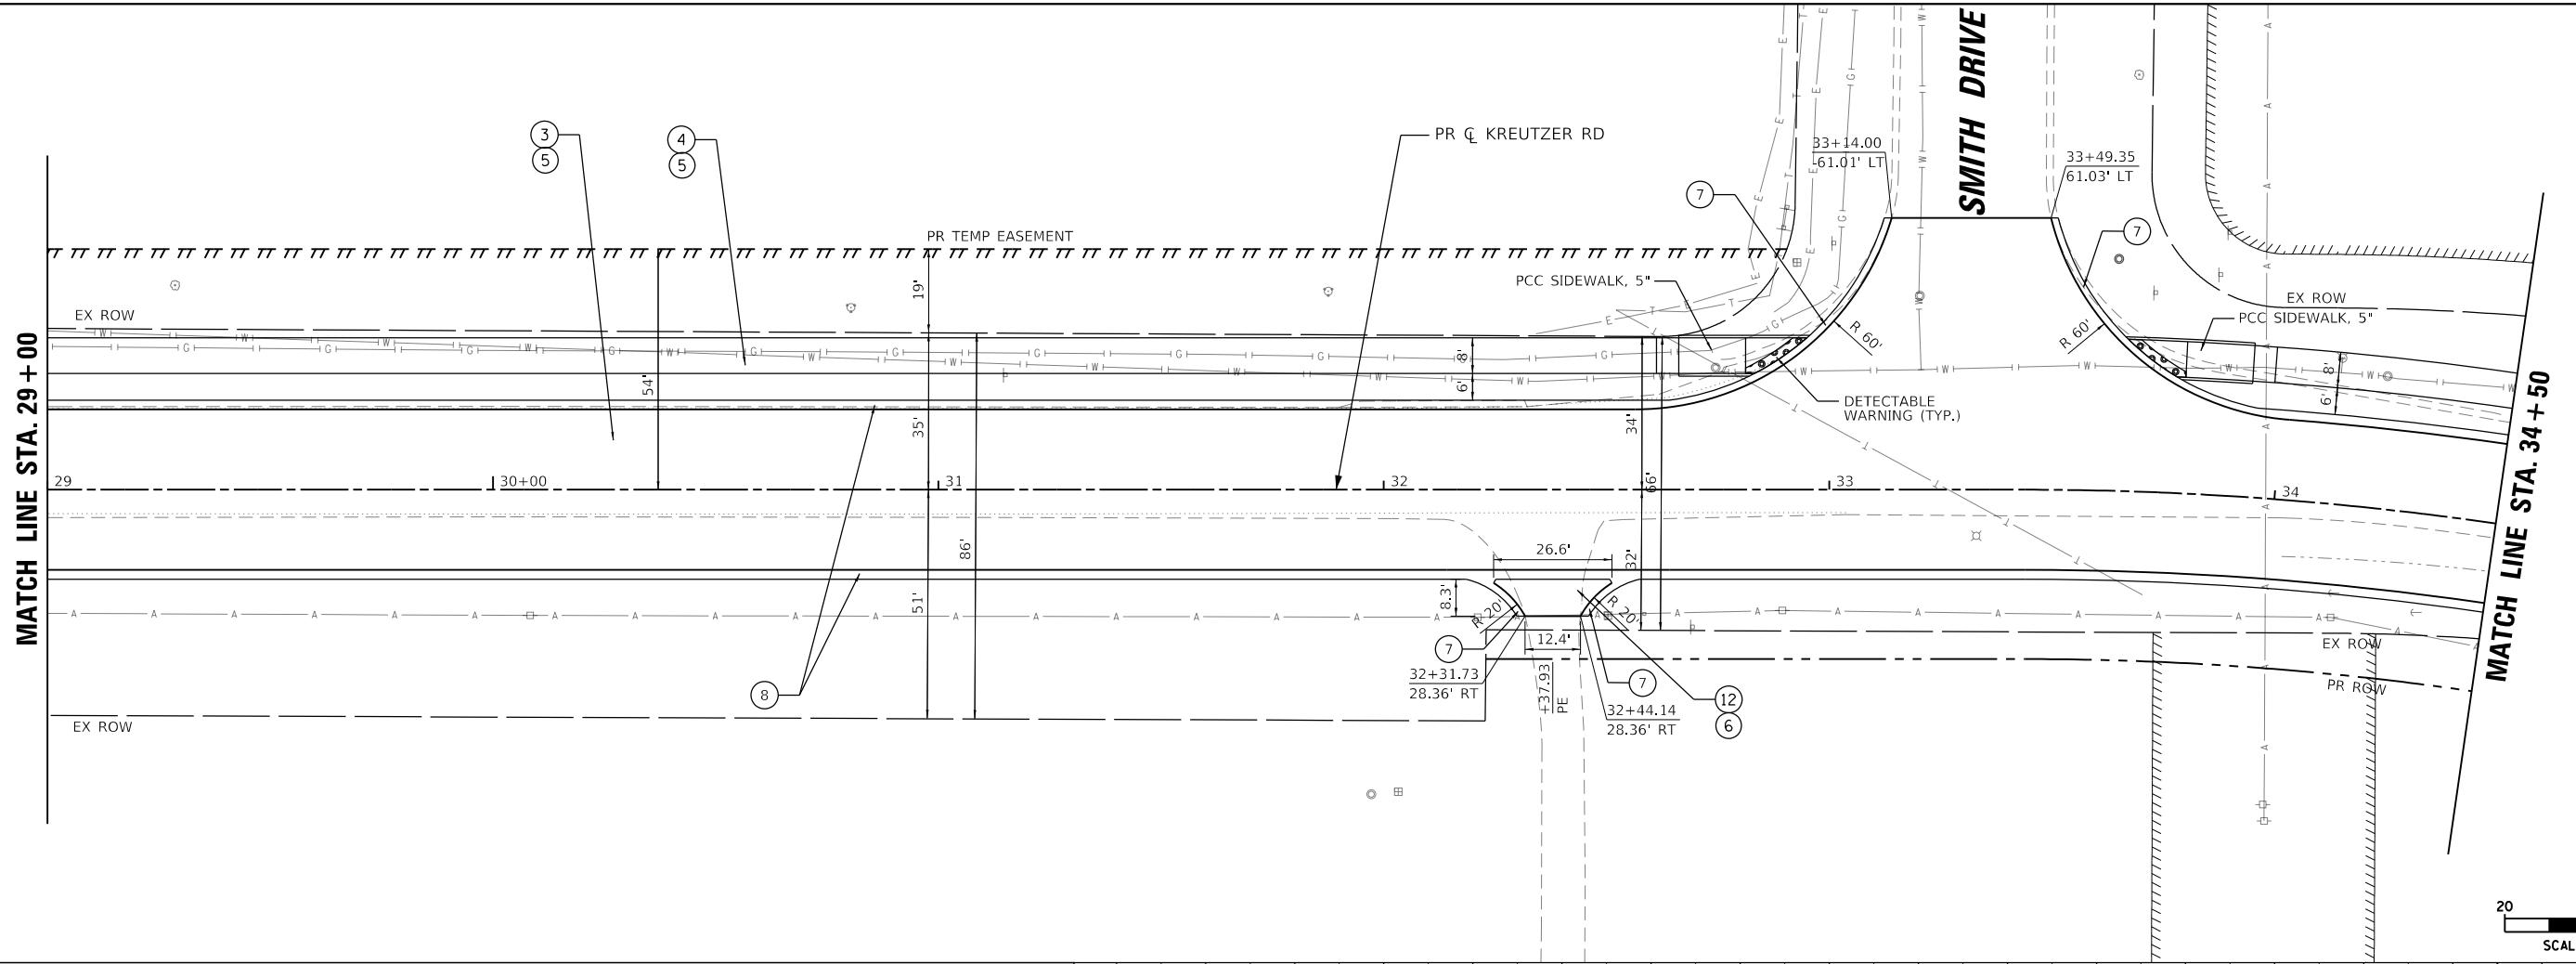 SMITH DRIVE
3
5
4
5
PR ℄ KREUTZER RD
33+14.00
61.01' LT
33+49.35
61.03' LT
7
7
PR TEMP EASEMENT
PCC SIDEWALK, 5"
19'
EX ROW
EX ROW
PCC SIDEWALK, 5"
R 60'
R 60'
MATCH LINE STA. 29+00
54'
8'
6'
8'
6'
35'
34'
DETECTABLE
WARNING (TYP.)
MATCH LINE STA. 34+50
29
30+00
31
32
33
34
66'
86'
26.6'
32'
8.3'
51'
R 20'
R 20'
12.4'
7
EX ROW
32+31.73
28.36' RT
+37.93
PE
7
12
6
PR ROW
8
32+44.14
28.36' RT
EX ROW
20
SCAL